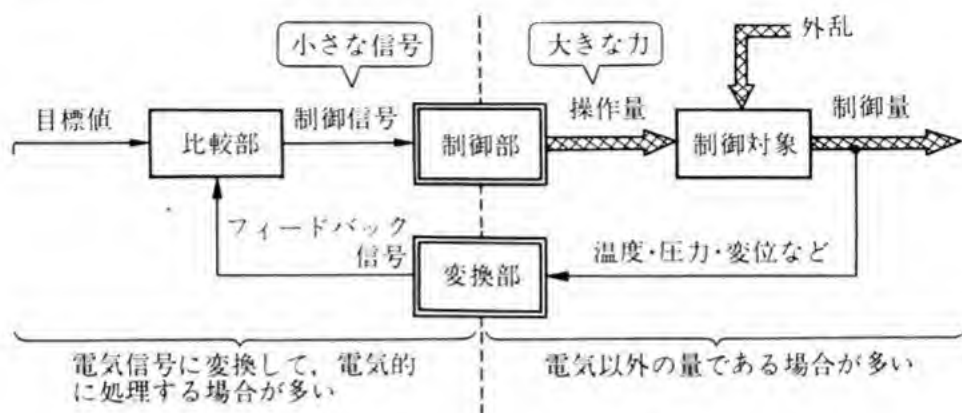 小さな信号
大きな力
外乱
目標値
比較部
制御信号
制御部
操作量
制御対象
制御量
フィードバック
信号
変換部
温度・圧力・変位など
電気信号に変換して，電気的
に処理する場合が多い
電気以外の量である場合が多い